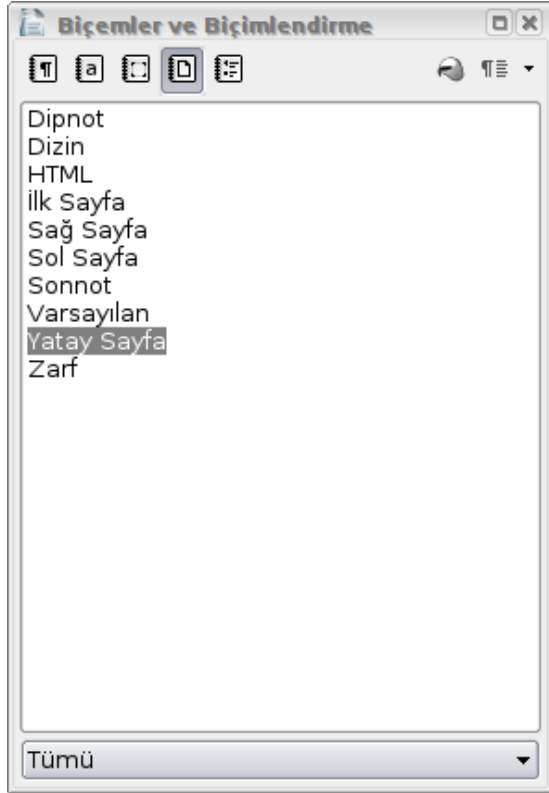 Biçemler ve Biçimlendirme
Dipnot
Dizin
HTML
İlk Sayfa
Sağ Sayfa
Sol Sayfa
Sonnot
Varsayılan
Yatay Sayfa
Zarf
Tümü